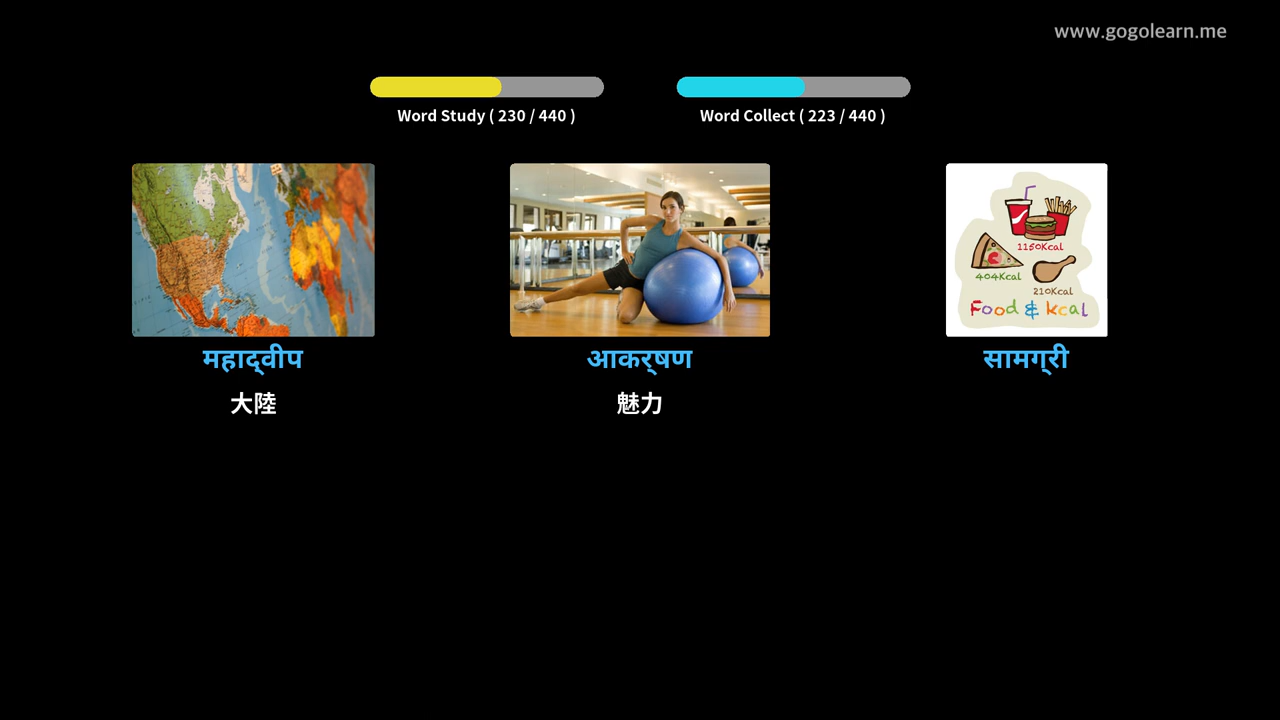 www.gogolearn.me
Word Study ( 230 / 440 )
Word Collect ( 223 / 440 )
1150Kcal
404Kcal
210Kcal
Food & kcal
महाद्‌वीप
आकर्‌षण
सामग्‌री
大陸
魅力